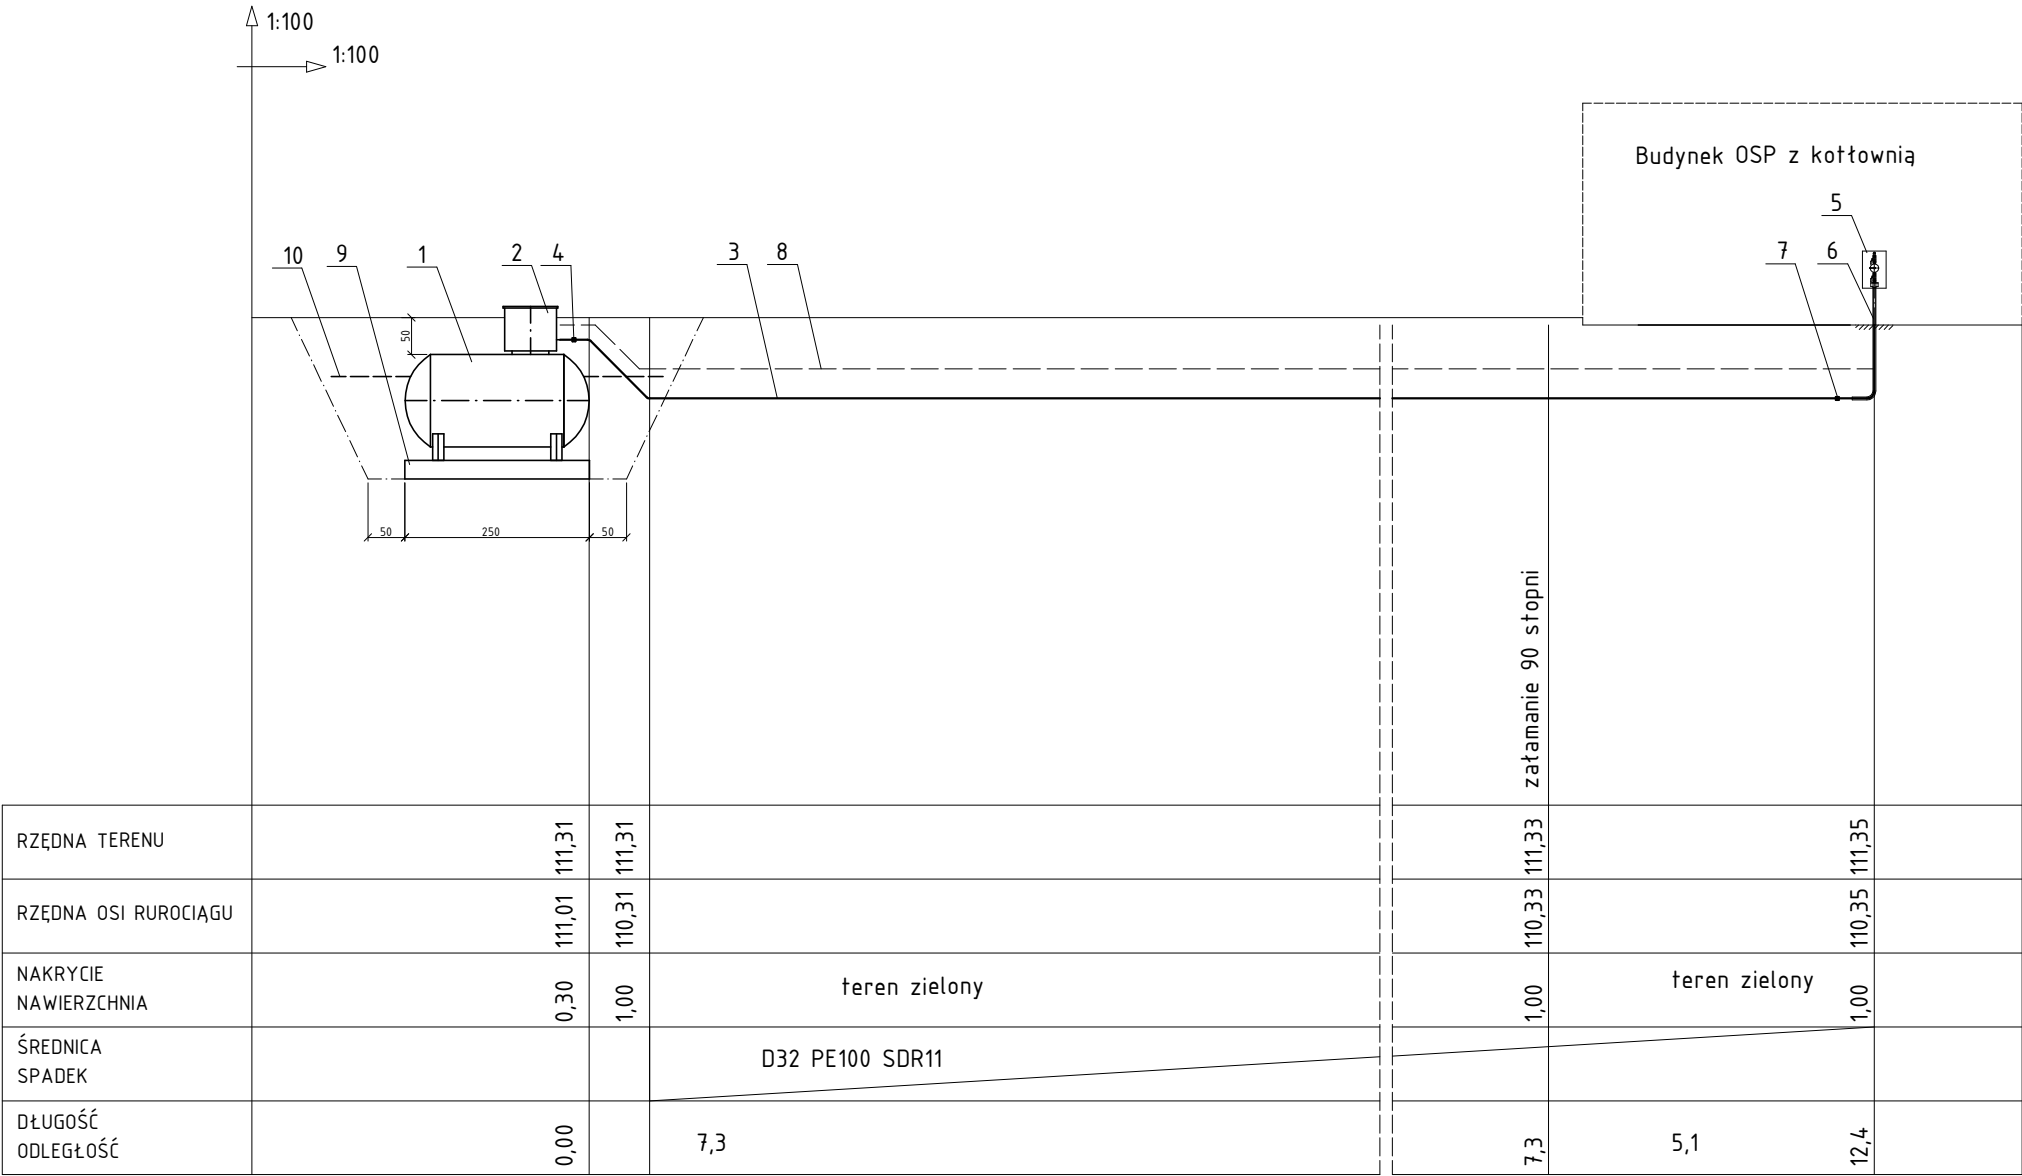 1:100
1:100
Budynek OSP z kotłownią
5
10
9
1
2
4
3
8
7
6
50
50
250
50
załamanie 90 stopni
RZĘDNA TERENU
111,31
111,31
111,33
111,35
RZĘDNA OSI RUROCIĄGU
111,01
110,31
110,33
110,35
NAKRYCIE
NAWIERZCHNIA
0,30
1,00
teren zielony
1,00
teren zielony
1,00
ŚREDNICA
SPADEK
D32 PE100 SDR11
DŁUGOŚĆ
ODLEGŁOŚĆ
0,00
7,3
7,3
5,1
12,4